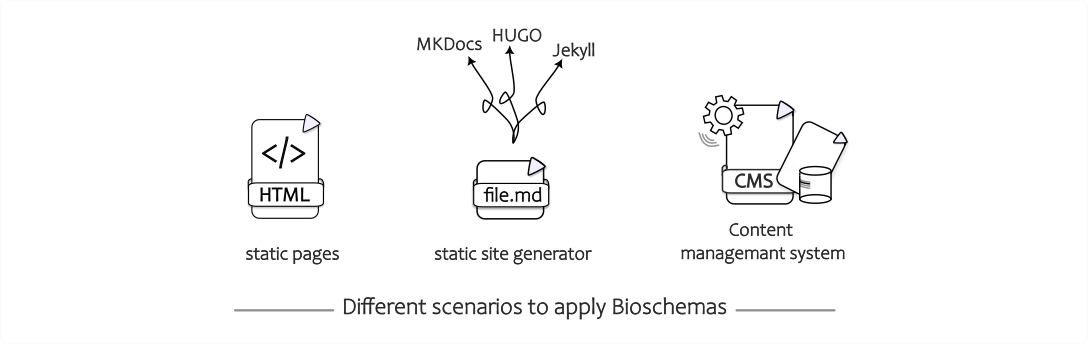 MKDocs
HUGO
Jekyll
</>
HTML
file.md
CMS
static pages
static site generator
Content
managemant system
Different scenarios to apply Bioschemas